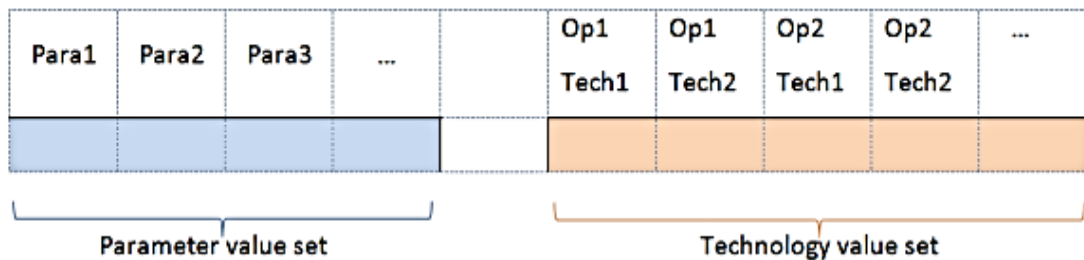 Para1 Para2 Para3 ... Op1 Op1 Op2 Op2 ...
Tech1 Tech2 Tech1 Tech2
Parameter value set Technology value set